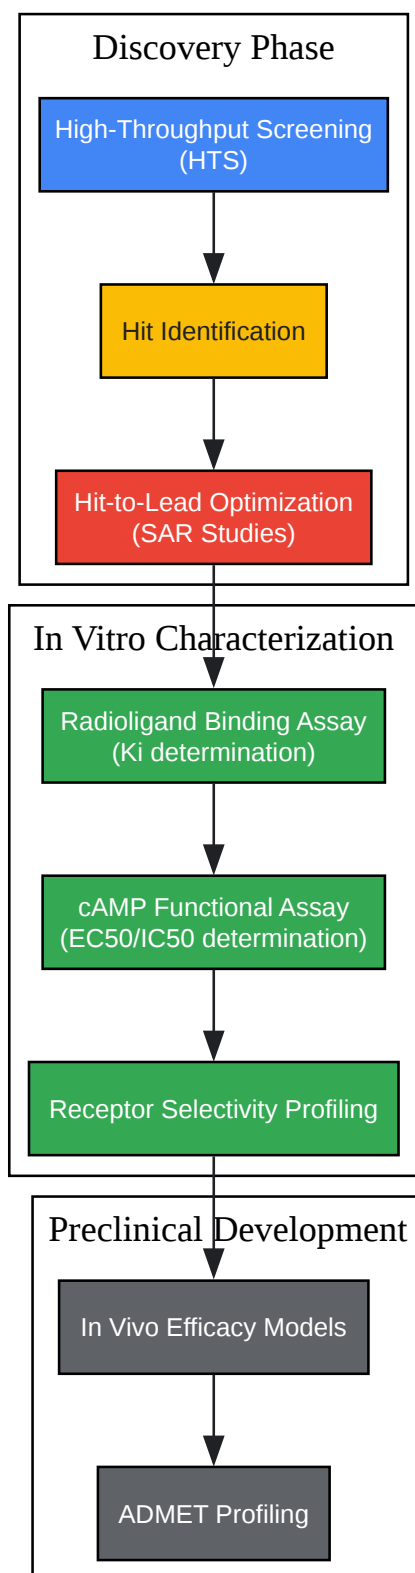 Discovery Phase
High-Throughput Screening
(HTS)
Hit Identification
Hit-to-Lead Optimization
(SAR Studies)
In Vitro Characterization
Radioligand Binding Assay
(Ki determination)
cAMP Functional Assay
(EC50/IC50 determination)
Receptor Selectivity Profiling
Preclinical Development
In Vivo Efficacy Models
ADMET Profiling